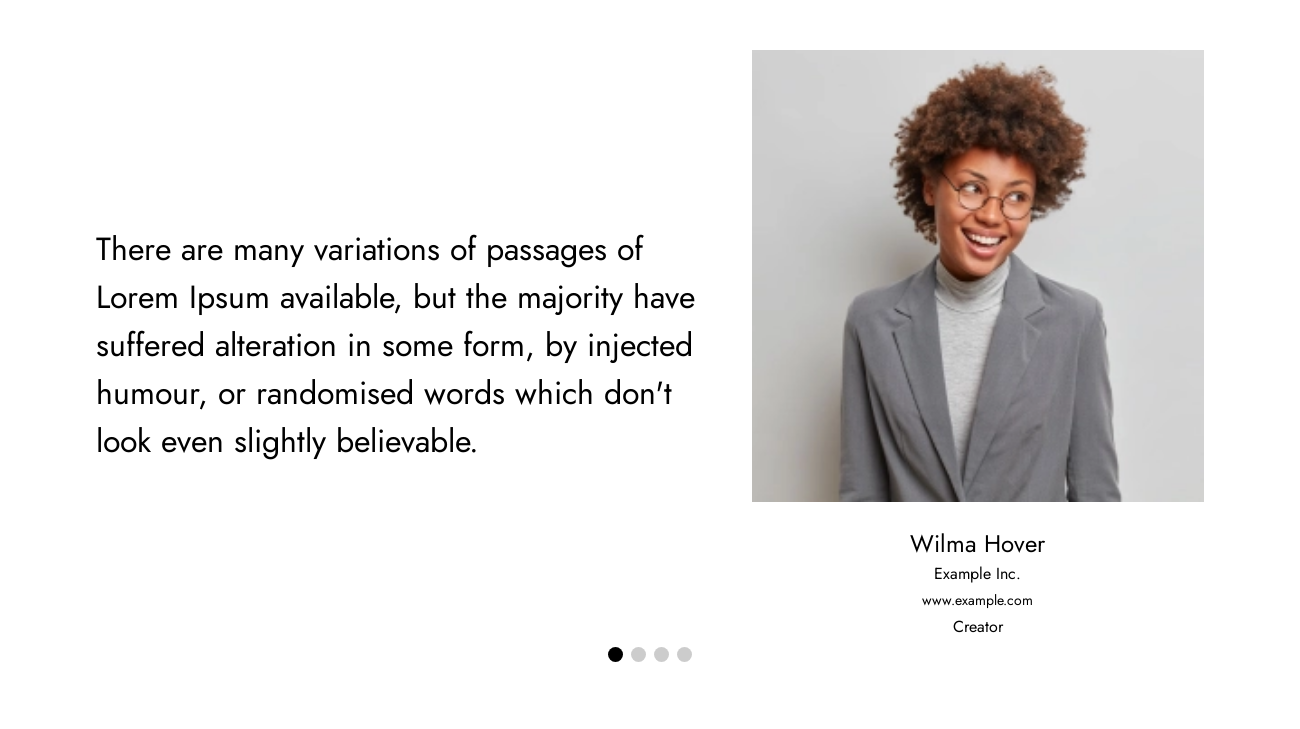 There are many variations of passages of
Lorem Ipsum available, but the majority have
suffered alteration in some form, by injected
humour, or randomised words which don't
look even slightly believable.
Wilma Hover
Example Inc.
www.example.com
Creator